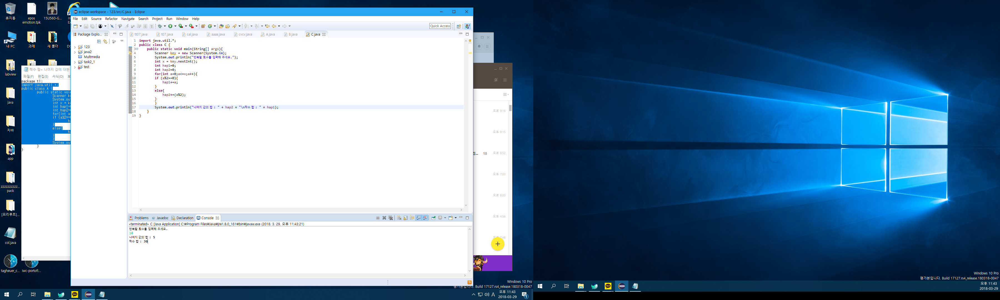 휴지통
epos emotion.tpk
15U560-G...
내 PC
과제
새 폴더
labview
java
자바
app
zzzzzzzzzz... pack
[프리루트]...
col.java
tagheuer_c...
iwc-portofi...
파일(F) 편집(E) 서식(O)
package t1;
import java.util.*;
public class A {
public static void
Scanner ke
System.out
int x = ke
int hap1=0
int hap2=0
for(int a
if (a%2==0
ha
}
else{
ha
}
}
System.out
}
}
eclipse-workspace - 123/src/C.java - Eclipse
File Edit Source Refactor Navigate Search Project Run Window Help
Quick Access
Package Explo...
123
java2
Multmedia
task2_1
test
tt07.java t07.java cal.java aaaa.java cvcv.java A.java B.java C.java
1 import java.util.*;
2 public class C {
3 public static void main(String[] args){
4 Scanner key = new Scanner(System.in);
5 System.out.println("반복할 횟수를 입력해 주세요.");
6 int x = key.nextInt();
7 int hap1=0;
8 int hap2=0;
9 for(int a=0;a<=x;a++){
10 if (a%2==0){
11 hap1+=a;
12 }
13 else{
14 hap2+=(a%2);
15 }
16 }
17 System.out.println("나머지 값의 합 : " + hap2 + "\n짝수 합 : " + hap1);
18 }
19 }
Problems Javadoc Declaration Console
<terminated> C [Java Application] C:₩Program Files₩Java₩jre1.8.0_161₩bin₩javaw.exe (2018. 3. 29. 오후 11:43:21)
반복할 횟수를 입력해 주세요.
10
나머지 값의 합 : 5
짝수 합 : 30
오후 9:16
오후 9:15
18 오후 8:52
오후 7:00
오후 6:03
오후 4:56
오후 2:46
Windows 10 Pro
평가본입니다. Build 17127.rs4_release.180318-0047
A
오후 11:43
2018-03-29
1
Windows 10 Pro
평가본입니다. Build 17127.rs4_release.180318-0047
TALK
오후 11:43
2018-03-29